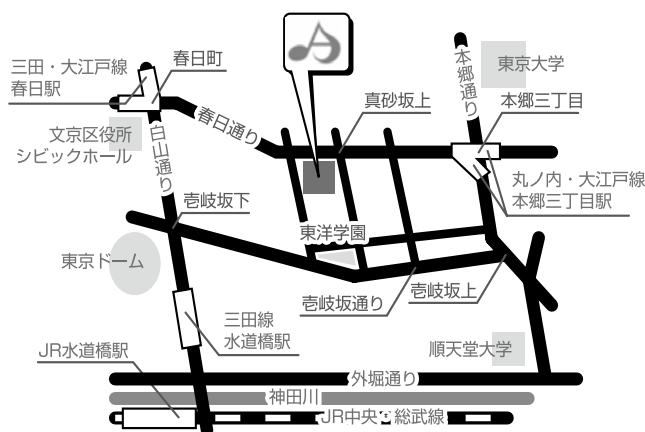 三田・大江戸線
春日駅
春日町
本郷通り
東京大学
真砂坂上
本郷三丁目
春日通り
文京区役所
シビックホール
白山通り
丸ノ内・大江戸線
本郷三丁目駅
壱岐坂下
東洋学園
東京ドーム
壱岐坂通り
壱岐坂上
三田線
水道橋駅
JR水道橋駅
順天堂大学
外堀通り
神田川
JR中央・総武線